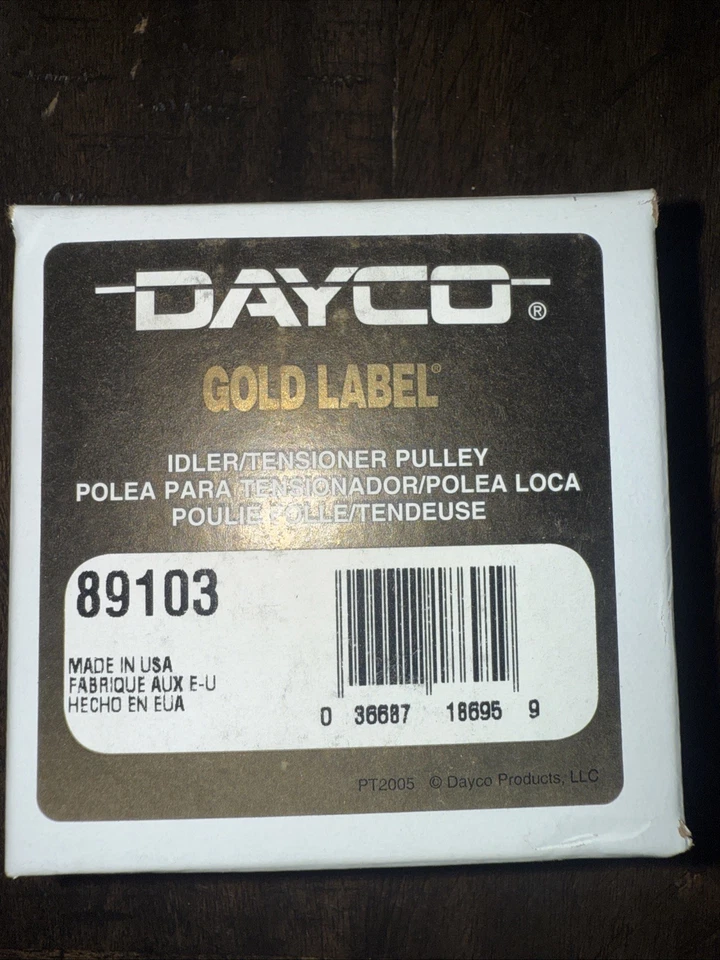 DAYCO®
GOLD LABEL®
IDLER/TENSIONER PULLEY
POLEA PARA TENSIONADOR/POLEA LOCA
POULIE FOLLE/TENDEUSE
89103
MADE IN USA
FABRIQUE AUX E-U
HECHO EN EUA
0 36687 18695 9
PT2005 © Dayco Products, LLC